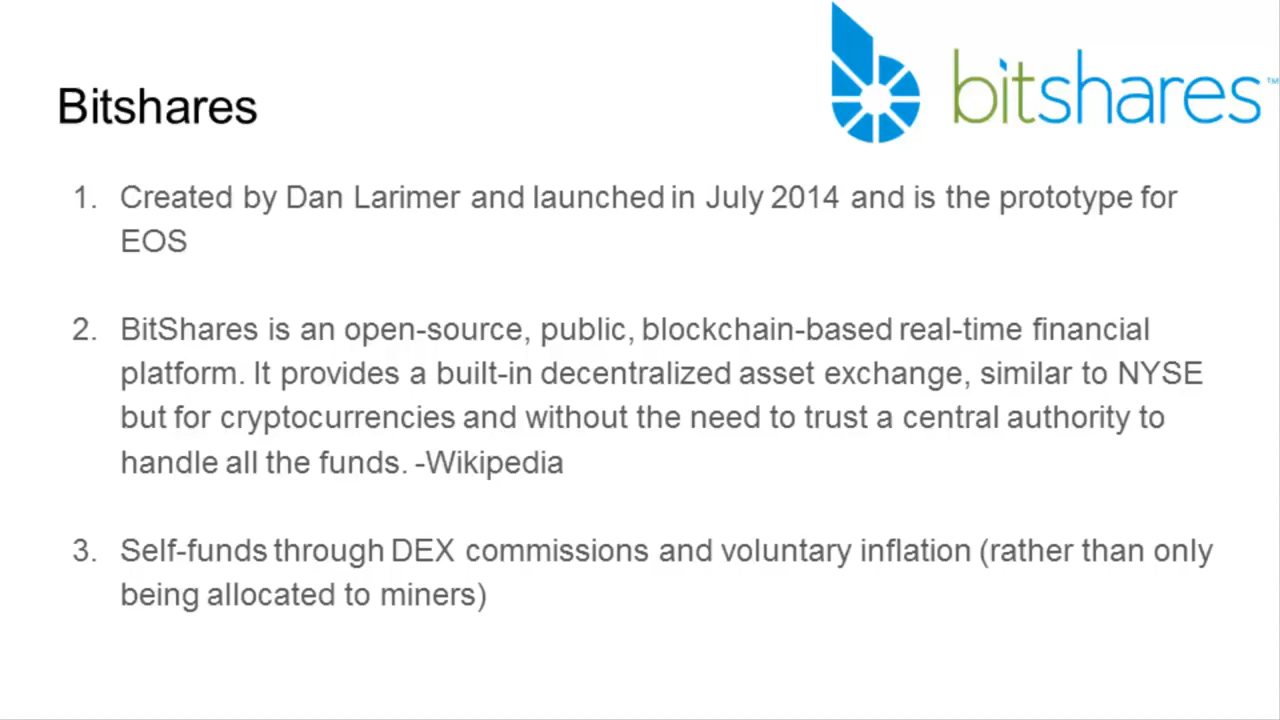 bitshares™
Bitshares
1. Created by Dan Larimer and launched in July 2014 and is the prototype for
EOS
2. BitShares is an open-source, public, blockchain-based real-time financial
platform. It provides a built-in decentralized asset exchange, similar to NYSE
but for cryptocurrencies and without the need to trust a central authority to
handle all the funds. -Wikipedia
3. Self-funds through DEX commissions and voluntary inflation (rather than only
being allocated to miners)